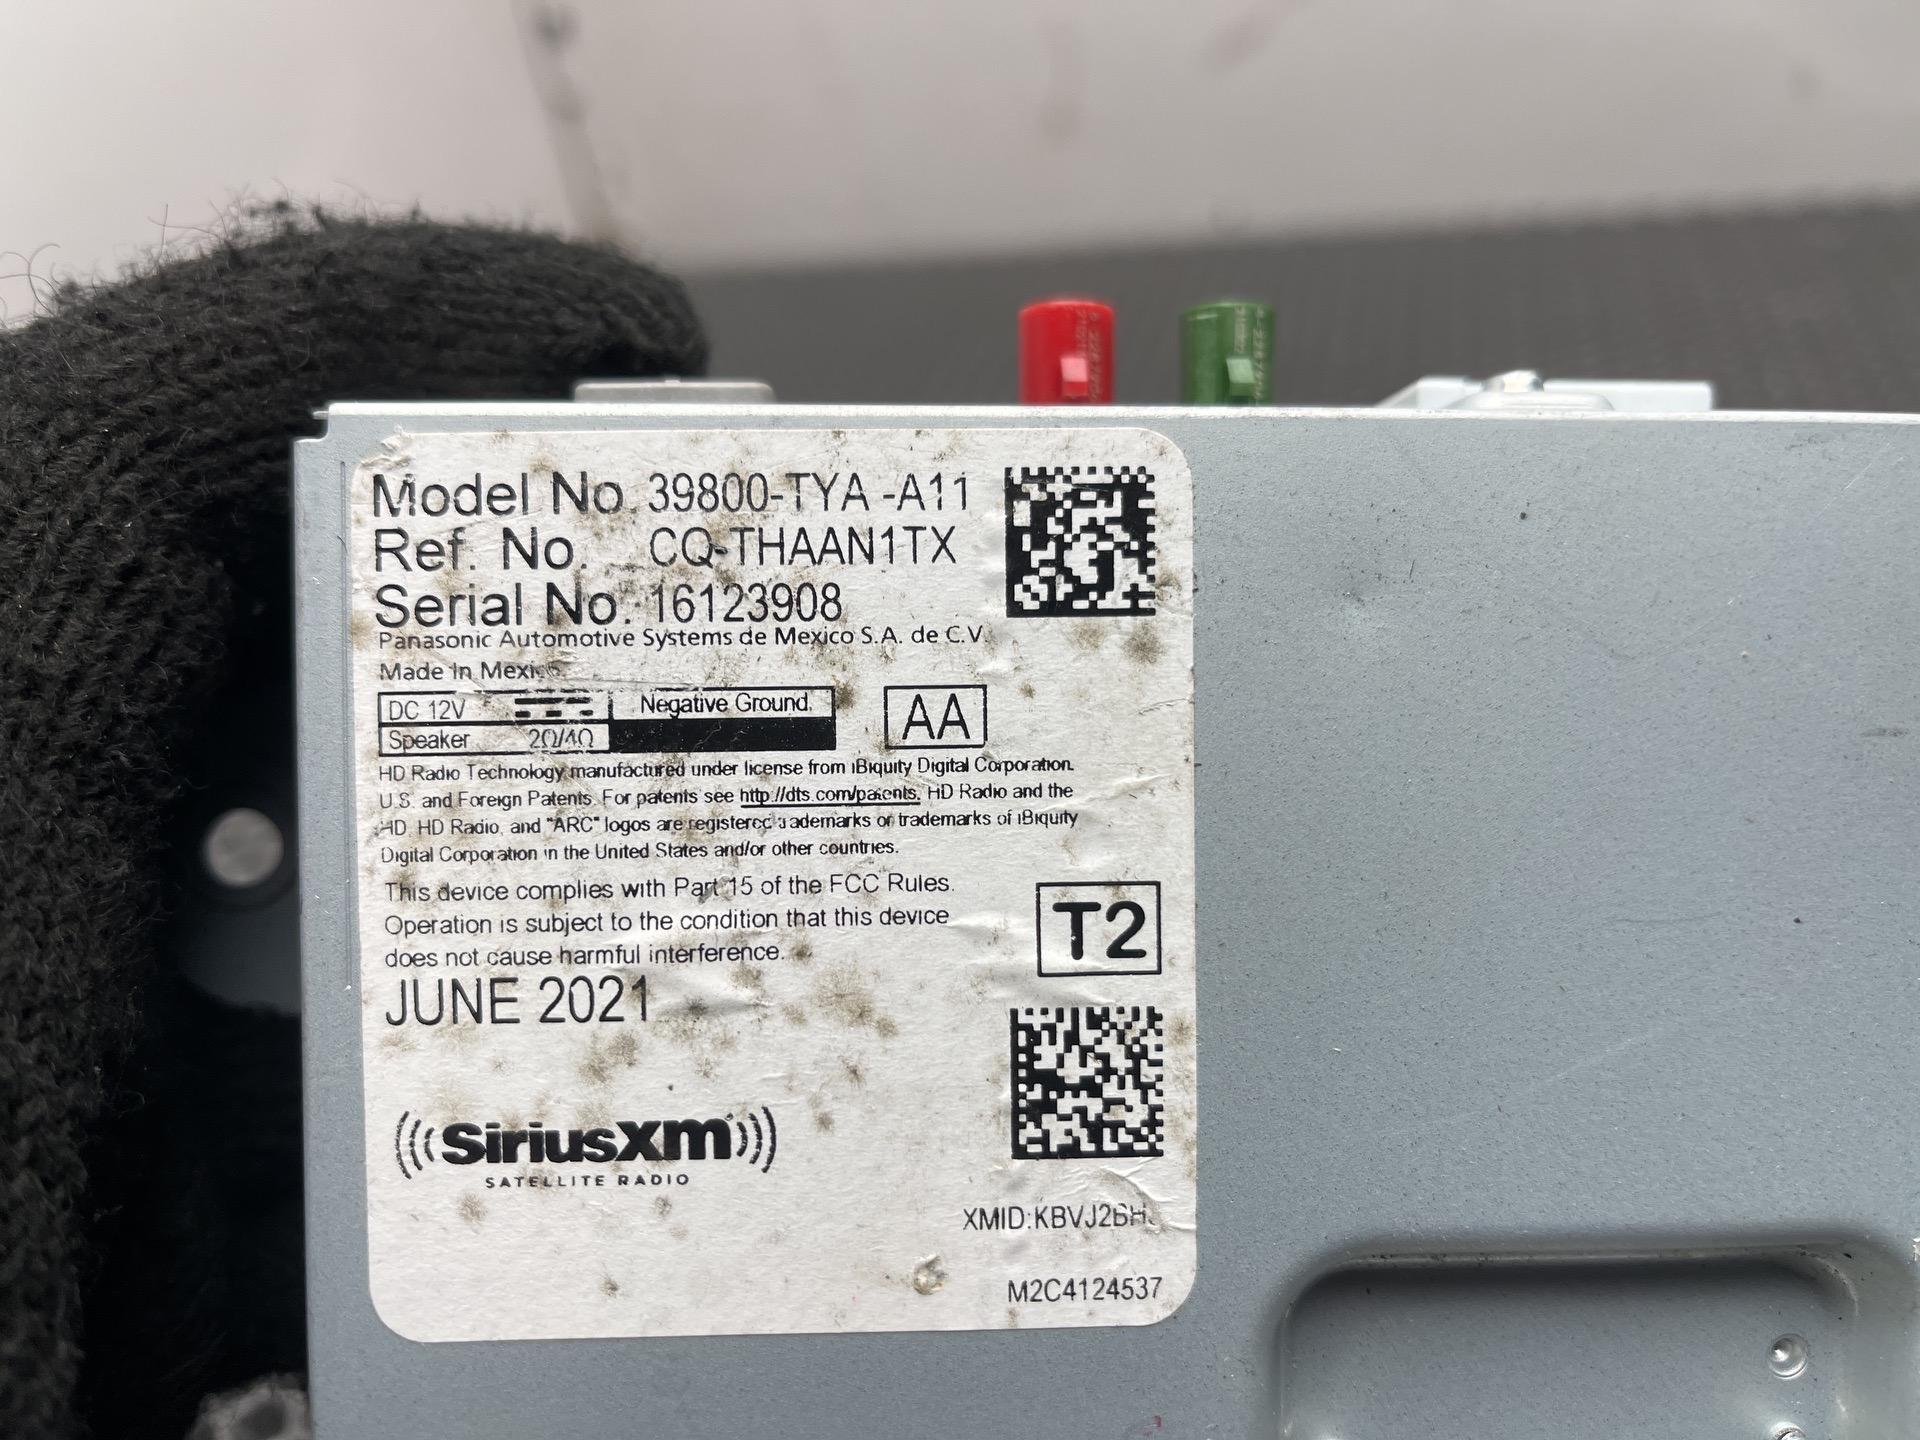 Model No. 39800-TYA -A11
Ref. No. CQ-THAAN1TX
Serial No. 16123908
Panasonic Automotive Systems de Mexico S.A. de C.V.
Made in Mexico.
DC 12V
Negative Ground.
Speaker 2Ω/4Ω
AA
HD Radio Technology manufactured under license from iBiquity Digital Corporation.
U.S. and Foreign Patents. For patents see http://dts.com/patents. HD Radio and the
HD, HD Radio, and "ARC" logos are registered trademarks or trademarks of iBiquity
Digital Corporation in the United States and/or other countries.
This device complies with Part 15 of the FCC Rules.
Operation is subject to the condition that this device
does not cause harmful interference.
T2
JUNE 2021
SiriusXM
SATELLITE RADIO
M2C4124537